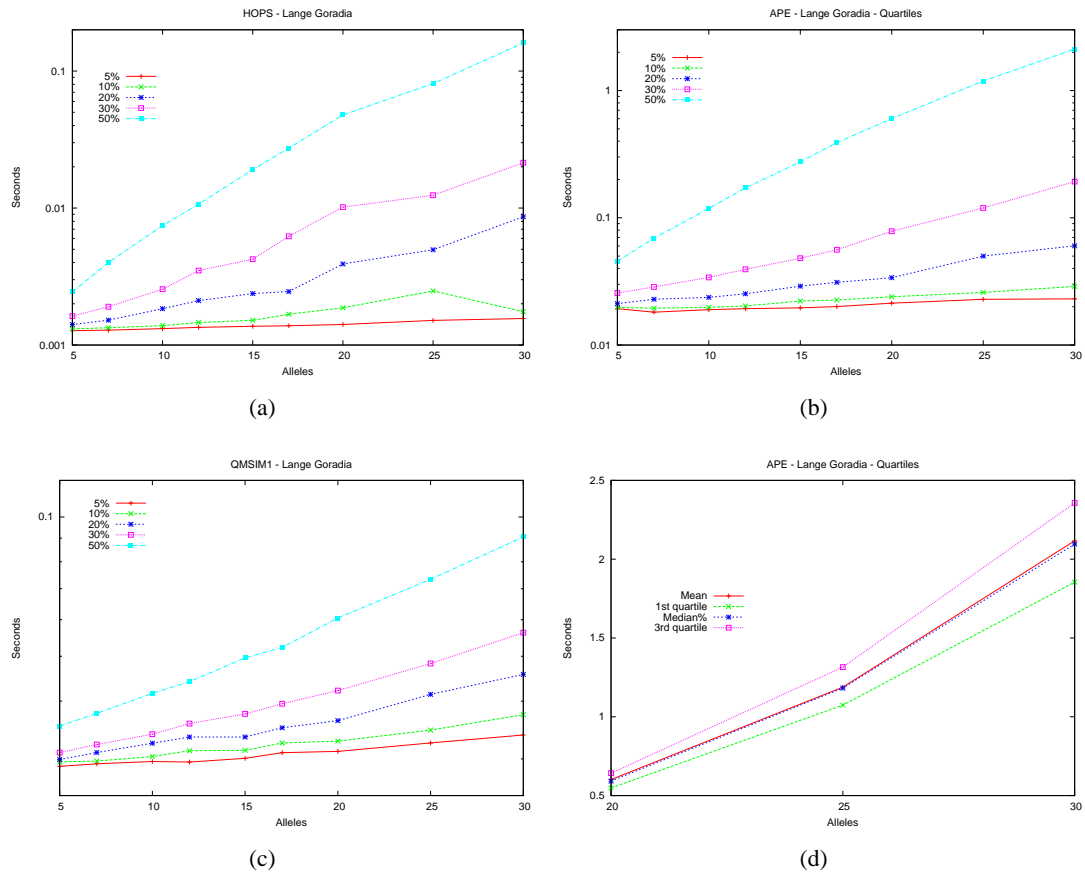 HOPS - Lange Goradia
0.1
0.01
0.001
Seconds
5%
10%
20%
30%
50%
5 10 15 20 25 30
Alleles
(a)
APE - Lange Goradia - Quartiles
1
0.1
0.01
Seconds
5%
10%
20%
30%
50%
5 10 15 20 25 30
Alleles
(b)
QMSIM1 - Lange Goradia
0.1
Seconds
5%
10%
20%
30%
50%
5 10 15 20 25 30
Alleles
(c)
APE - Lange Goradia - Quartiles
2.5
2
1.5
1
0.5
Seconds
Mean
1st quartile
Median%
3rd quartile
20 25 30
Alleles
(d)